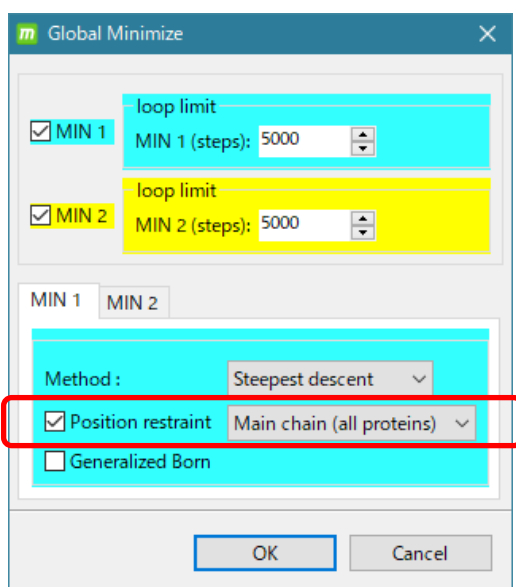 m Global Minimize
loop limit
MIN 1
MIN 1 (steps): 5000
loop limit
MIN 2
MIN 2 (steps): 5000
MIN 1 MIN 2
Method : Steepest descent
Position restraint Main chain (all proteins)
Generalized Born
OK Cancel